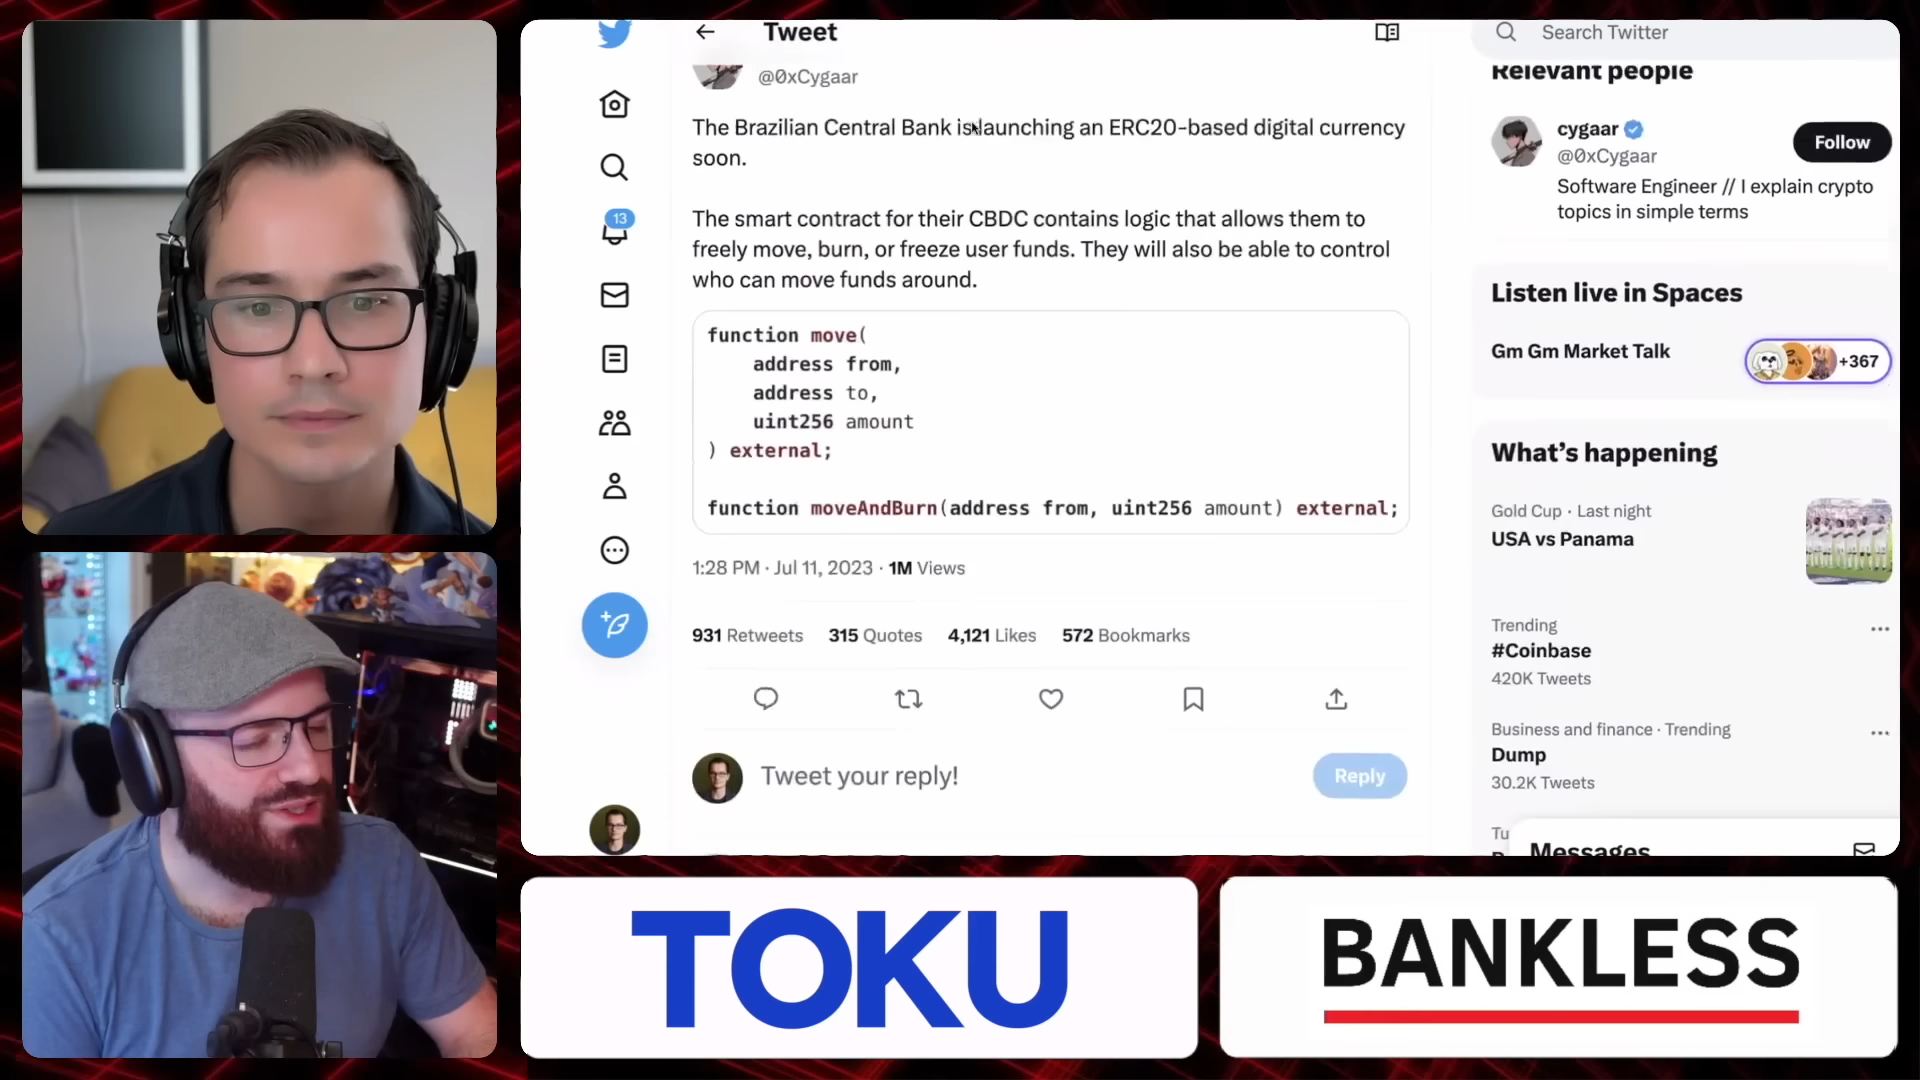 Tweet
@0xCygaar
The Brazilian Central Bank is launching an ERC20-based digital currency
soon.
The smart contract for their CBDC contains logic that allows them to
freely move, burn, or freeze user funds. They will also be able to control
who can move funds around.
function move(
address from,
address to,
uint256 amount
) external;
function moveAndBurn(address from, uint256 amount) external;
1:28 PM · Jul 11, 2023 · 1M Views
931 Retweets 315 Quotes 4,121 Likes 572 Bookmarks
Tweet your reply!
Reply
13
Search Twitter
Relevant people
cygaar
@0xCygaar
Follow
Software Engineer // I explain crypto
topics in simple terms
Listen live in Spaces
Gm Gm Market Talk
+367
What's happening
Gold Cup · Last night
USA vs Panama
Trending
#Coinbase
420K Tweets
Business and finance · Trending
Dump
30.2K Tweets
Messages
TOKU
BANKLESS